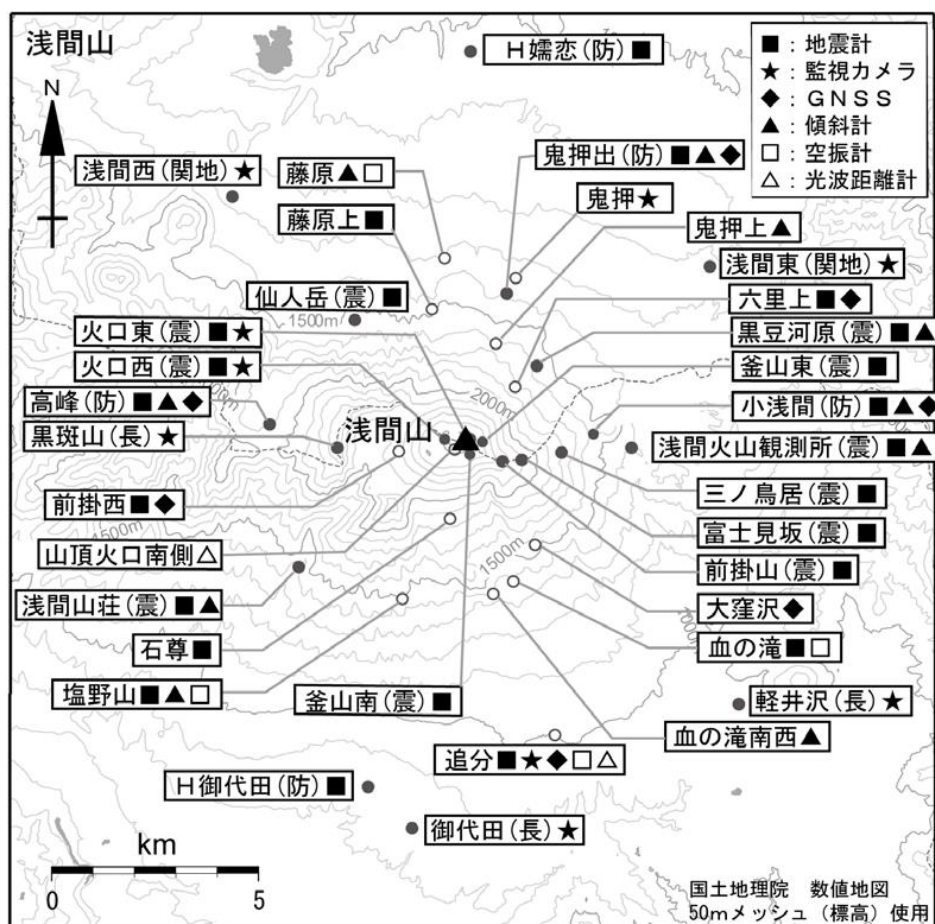 浅間山
H嬬恋(防)■
■：地震計
★：監視カメラ
◆：GNSS
▲：傾斜計
□：空振計
△：光波距離計
N
浅間西(関地)★
藤原▲□
藤原上■
鬼押出(防)■▲◆
鬼押★
鬼押上▲
浅間東(関地)★
仙人岳(震)■
1500m
六里上■◆
火口東(震)■★
黒豆河原(震)■▲
火口西(震)■★
釜山東(震)■
高峰(防)■▲◆
2000m
小浅間(防)■▲◆
黒斑山(長)★
浅間山
浅間火山観測所(震)■▲
前掛西■◆
三ノ鳥居(震)■
1500m
富士見坂(震)■
山頂火口南側△
1500m
前掛山(震)■
浅間山荘(震)■▲
大窪沢◆
石尊■
血の滝■□
塩野山■▲□
釜山南(震)■
軽井沢(長)★
血の滝南西▲
追分■★◆□△
H御代田(防)■
御代田(長)★
km
0 5
国土地理院 数値地図
50mメッシュ(標高)使用